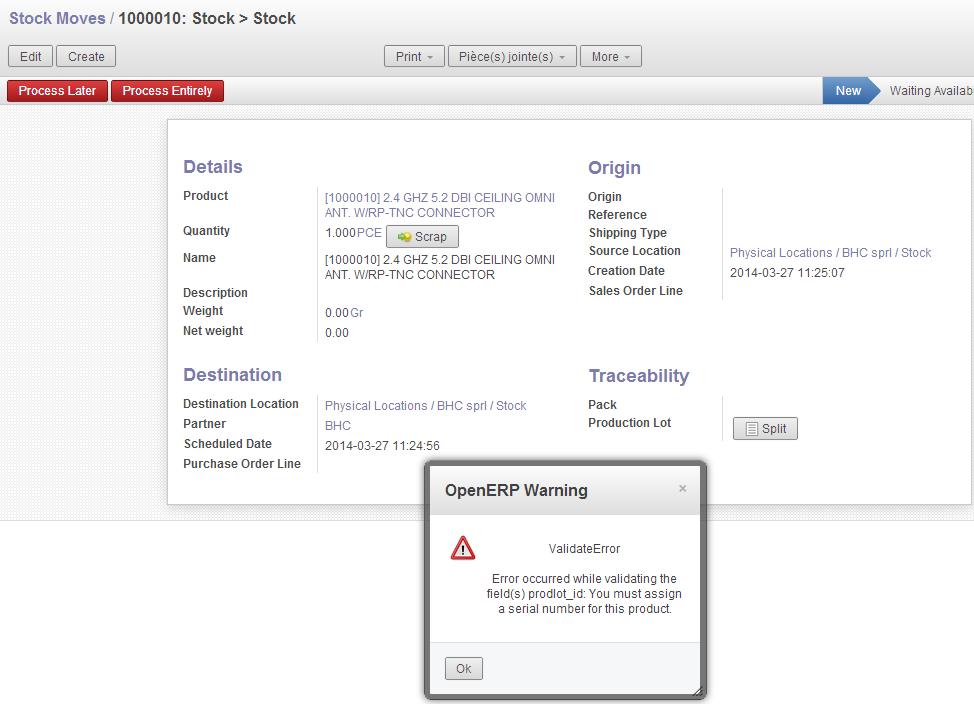 Stock Moves / 1000010: Stock > Stock
Edit Create Print Pièce(s) jointe(s) More
Process Later Process Entirely New Waiting Availab
Details
Product [1000010] 2.4 GHZ 5.2 DBI CEILING OMNI
ANT. W/RP-TNC CONNECTOR
Quantity 1.000 PCE Scrap
Name [1000010] 2.4 GHZ 5.2 DBI CEILING OMNI
ANT. W/RP-TNC CONNECTOR
Description
Weight 0.00 Gr
Net weight 0.00
Origin
Origin
Reference
Shipping Type
Source Location Physical Locations / BHC sprl / Stock
Creation Date 2014-03-27 11:25:07
Sales Order Line
Destination
Destination Location Physical Locations / BHC sprl / Stock
Partner BHC
Scheduled Date 2014-03-27 11:24:56
Purchase Order Line
Traceability
Pack
Production Lot Split
OpenERP Warning ×
ValidateError
Error occurred while validating the
field(s) prodlot_id: You must assign
a serial number for this product.
Ok